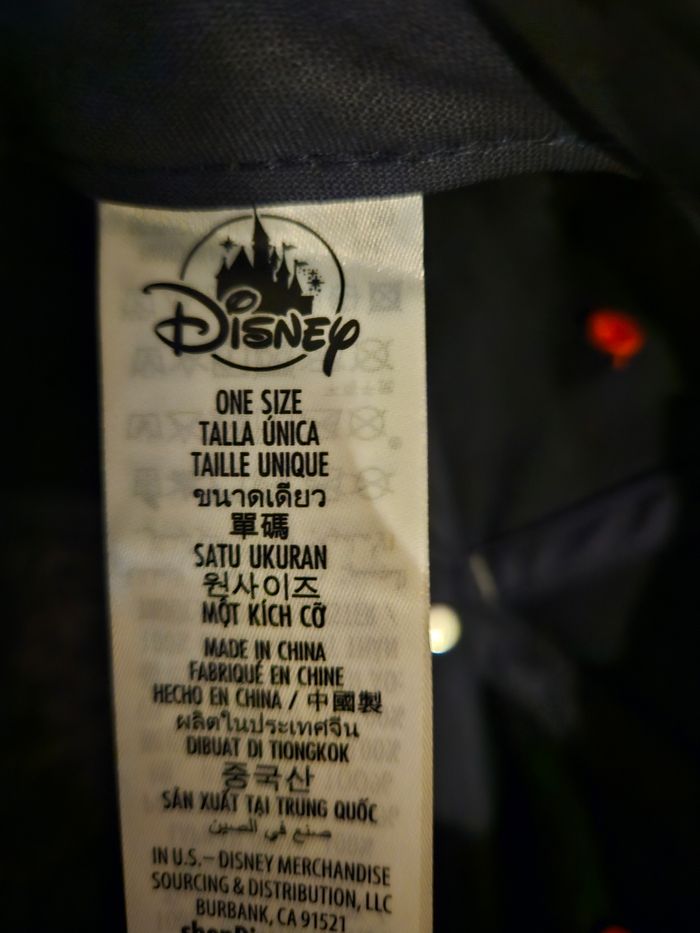 Disney
ONE SIZE
TALLA ÚNICA
TAILLE UNIQUE
ขนาดเดียว
單碼
SATU UKURAN
원사이즈
MỘT KÍCH CỠ
MADE IN CHINA
FABRIQUÉ EN CHINE
HECHO EN CHINA / 中國製
ผลิตในประเทศจีน
DIBUAT DI TIONGKOK
중국산
SẢN XUẤT TẠI TRUNG QUỐC
صنع في الصين
IN U.S.– DISNEY MERCHANDISE
SOURCING & DISTRIBUTION, LLC
BURBANK, CA 91521